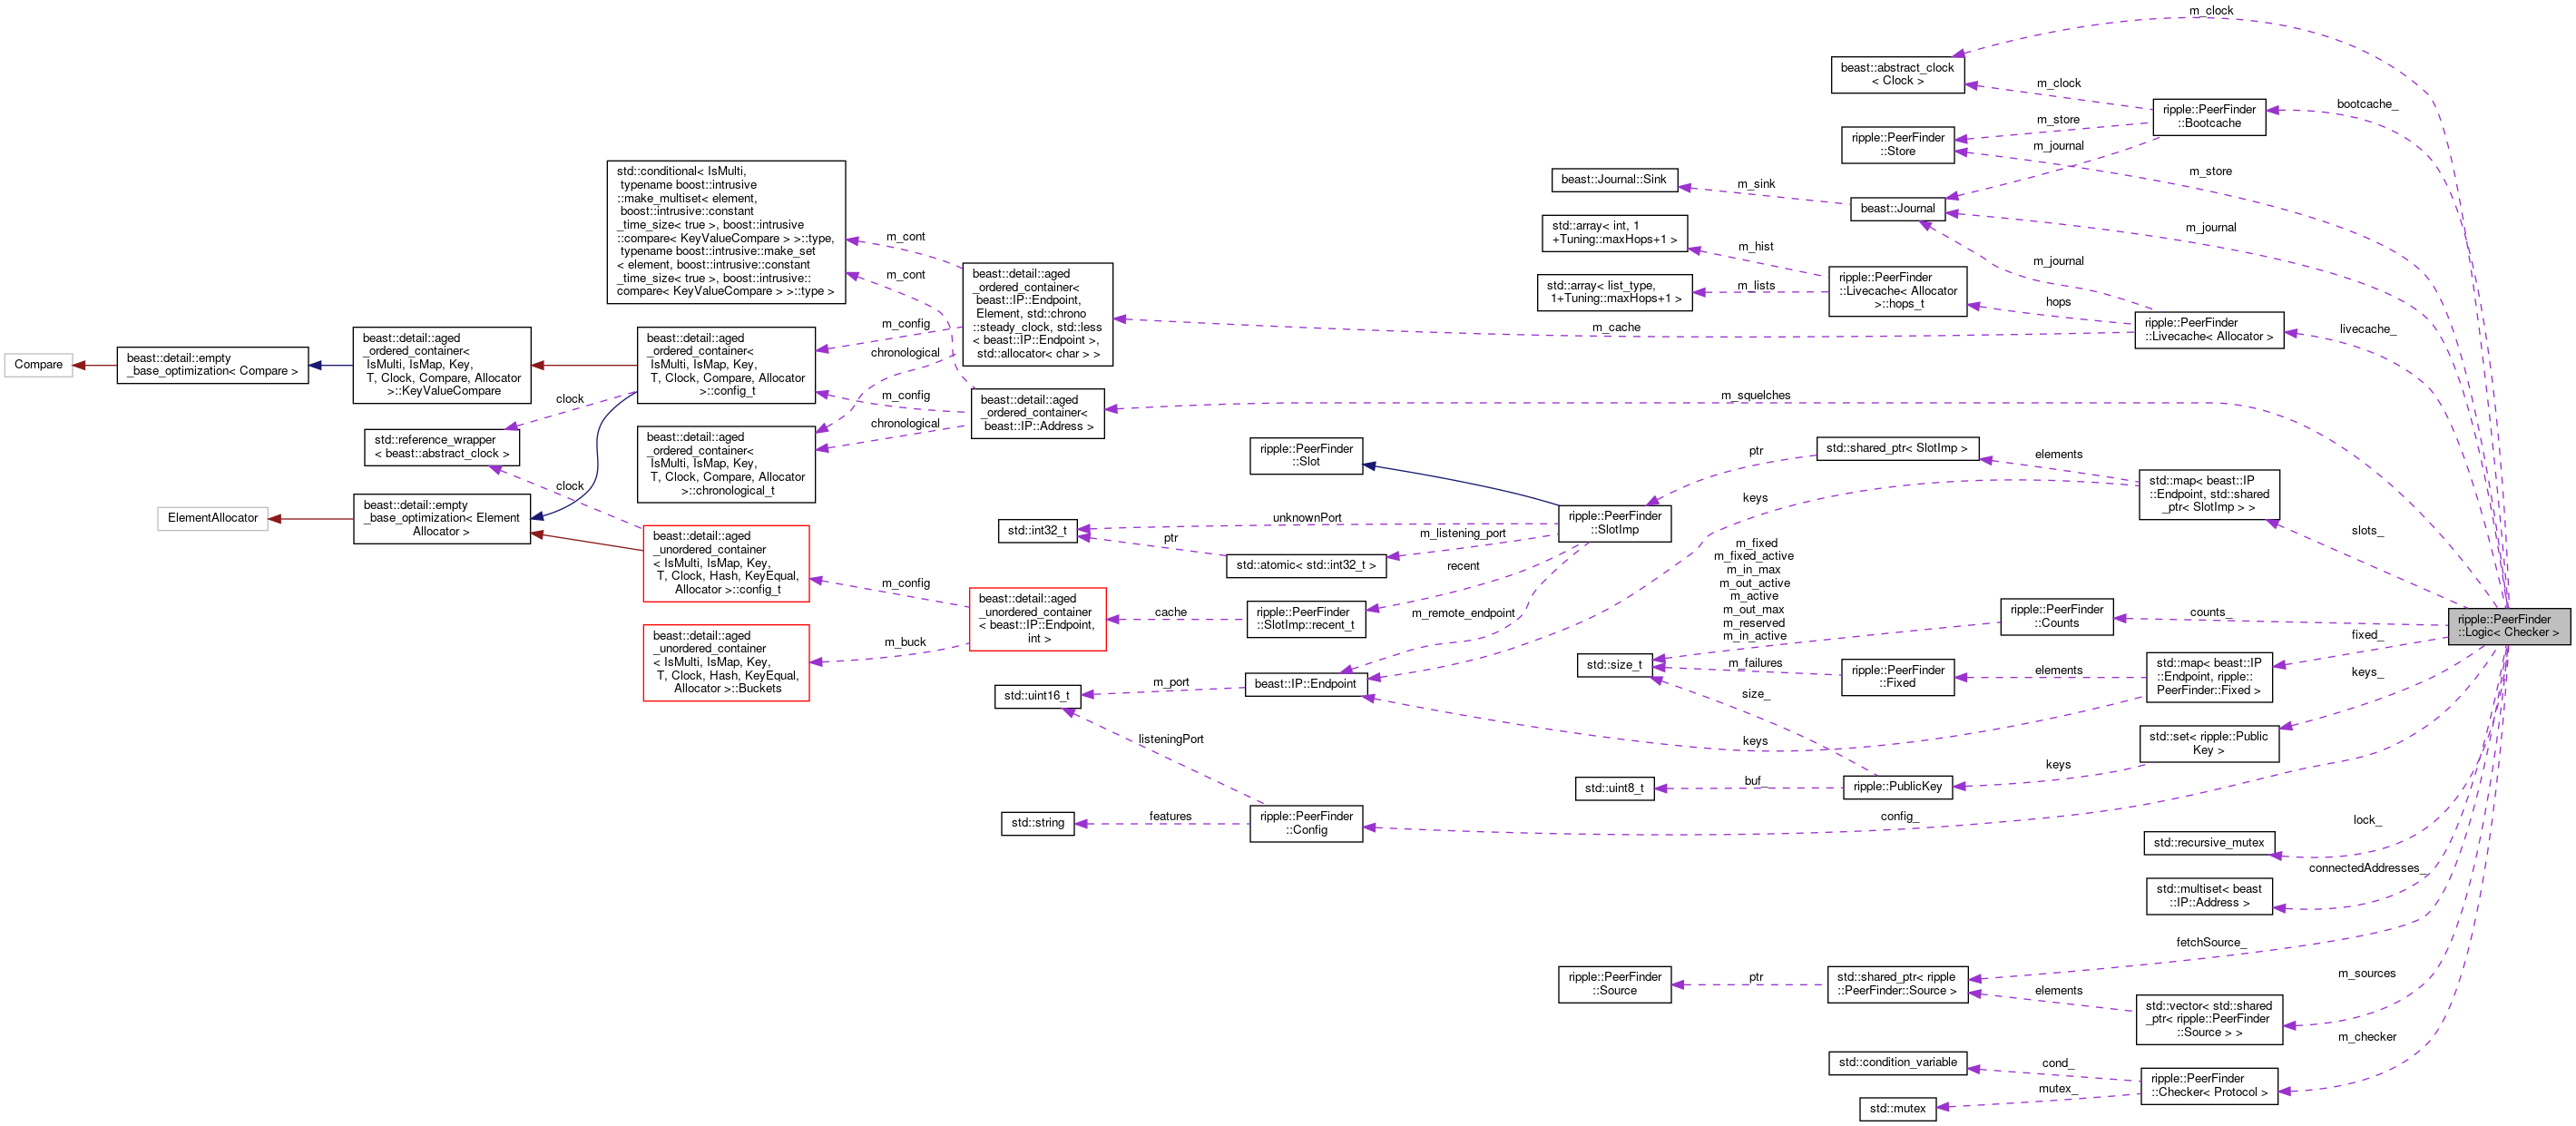 m_clock
beast::abstract_clock
< Clock >
m_clock
bootcache_
ripple::PeerFinder
::Bootcache
m_store
ripple::PeerFinder
::Store
m_journal
m_store
beast::Journal::Sink
m_sink
beast::Journal
m_journal
std::array< int, 1
+Tuning::maxHops+1 >
m_hist
m_journal
ripple::PeerFinder
::Livecache< Allocator
>::hops_t
std::array< list_type,
1+Tuning::maxHops+1 >
m_lists
hops
ripple::PeerFinder
::Livecache< Allocator >
livecache_
m_cache
std::conditional< IsMulti,
typename boost::intrusive
::make_multiset< element,
boost::intrusive::constant
_time_size< true >, boost::intrusive
::compare< KeyValueCompare > >::type,
typename boost::intrusive::make_set
< element, boost::intrusive::constant
_time_size< true >, boost::intrusive::
compare< KeyValueCompare > >::type >
m_cont
m_cont
beast::detail::aged
_ordered_container<
beast::IP::Endpoint,
Element, std::chrono
::steady_clock, std::less
< beast::IP::Endpoint >,
std::allocator< char > >
m_config
chronological
Compare
beast::detail::empty
_base_optimization< Compare >
beast::detail::aged
_ordered_container<
IsMulti, IsMap, Key,
T, Clock, Compare, Allocator
>::KeyValueCompare
beast::detail::aged
_ordered_container<
IsMulti, IsMap, Key,
T, Clock, Compare, Allocator
>::config_t
m_config
chronological
beast::detail::aged
_ordered_container<
beast::IP::Address >
m_squelches
clock
std::reference_wrapper
< beast::abstract_clock >
beast::detail::aged
_ordered_container<
IsMulti, IsMap, Key,
T, Clock, Compare, Allocator
>::chronological_t
clock
ElementAllocator
beast::detail::empty
_base_optimization< Element
Allocator >
beast::detail::aged
_unordered_container
< IsMulti, IsMap, Key,
T, Clock, Hash, KeyEqual,
Allocator >::config_t
m_config
beast::detail::aged
_unordered_container
< IsMulti, IsMap, Key,
T, Clock, Hash, KeyEqual,
Allocator >::Buckets
m_buck
beast::detail::aged
_unordered_container
< beast::IP::Endpoint,
int >
cache
ripple::PeerFinder
::SlotImp::recent_t
ripple::PeerFinder
::Slot
std::int32_t
unknownPort
ptr
std::atomic< std::int32_t >
m_listening_port
recent
m_remote_endpoint
ripple::PeerFinder
::SlotImp
ptr
std::shared_ptr< SlotImp >
elements
keys
std::map< beast::IP
::Endpoint, std::shared
_ptr< SlotImp > >
slots_
m_fixed
m_fixed_active
m_in_max
m_out_active
m_active
m_out_max
m_reserved
m_in_active
ripple::PeerFinder
::Counts
counts_
ripple::PeerFinder
::Logic< Checker >
std::size_t
m_failures
ripple::PeerFinder
::Fixed
elements
std::map< beast::IP
::Endpoint, ripple::
PeerFinder::Fixed >
fixed_
beast::IP::Endpoint
m_port
std::uint16_t
size_
keys
keys_
std::set< ripple::Public
Key >
keys
listeningPort
std::uint8_t
buf_
ripple::PublicKey
std::string
features
ripple::PeerFinder
::Config
config_
lock_
std::recursive_mutex
connectedAddresses_
std::multiset< beast
::IP::Address >
fetchSource_
ripple::PeerFinder
::Source
ptr
std::shared_ptr< ripple
::PeerFinder::Source >
elements
m_sources
std::vector< std::shared
_ptr< ripple::PeerFinder
::Source > >
m_checker
std::condition_variable
cond_
mutex_
ripple::PeerFinder
::Checker< Protocol >
std::mutex